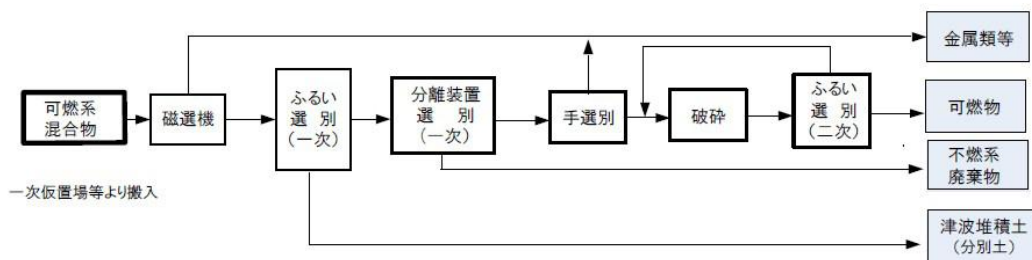 可燃系
混合物
磁選機
ふるい
選別
(一次)
分離装置
選別
(一次)
手選別
破砕
ふるい
選別
(二次)
金属類等
可燃物
不燃系
廃棄物
津波堆積土
(分別土)
一次仮置場等より搬入